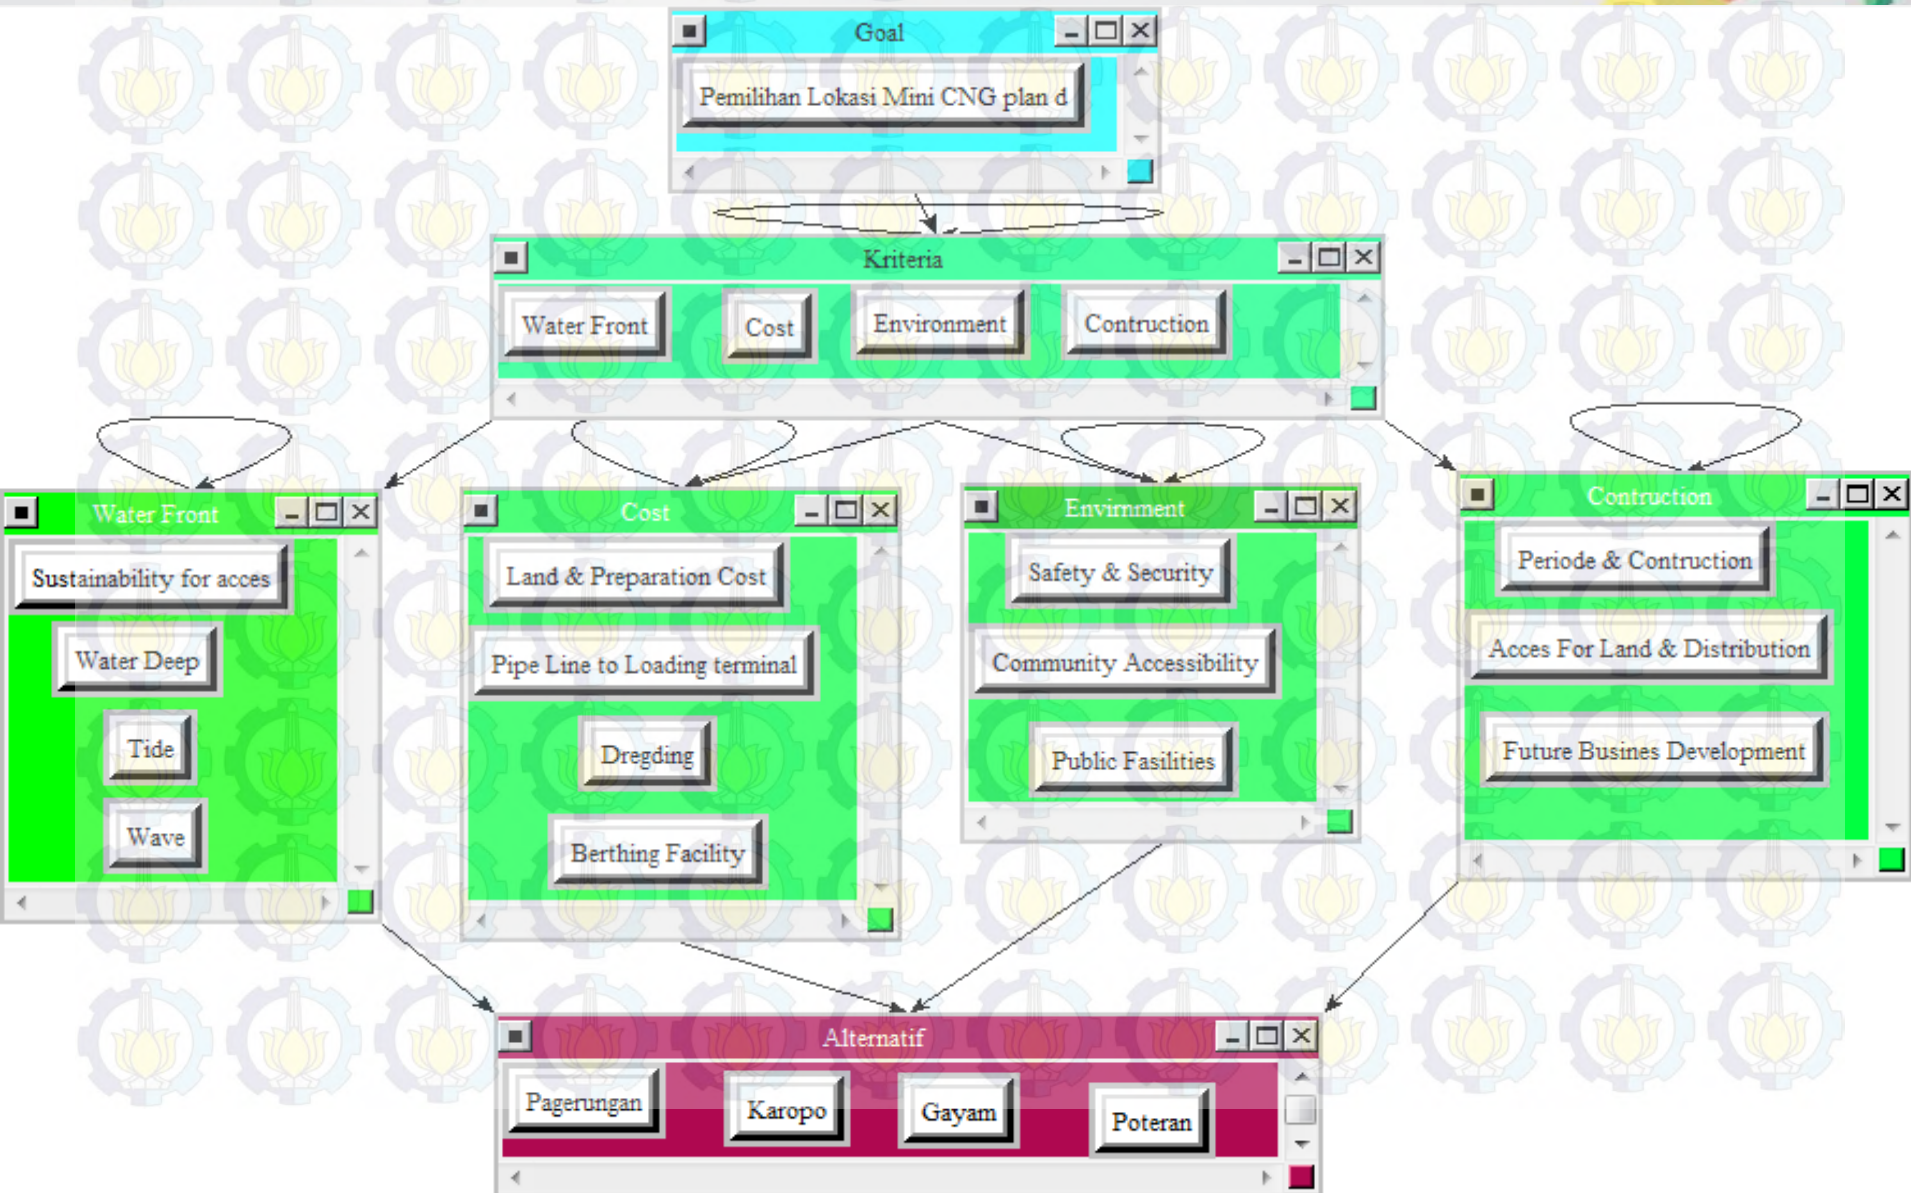 Goal
Pemilihan Lokasi Mini CNG plan d
Kriteria
Water Front
Cost
Environment
Contruction
Water Front
Sustainability for acces
Water Deep
Tide
Wave
Cost
Land & Preparation Cost
Pipe Line to Loading terminal
Dregding
Berthing Facility
Envirnment
Safety & Security
Community Accessibility
Public Fasilities
Contruction
Periode & Contruction
Acces For Land & Distribution
Future Busines Development
Alternatif
Pagerungan
Karopo
Gayam
Poteran